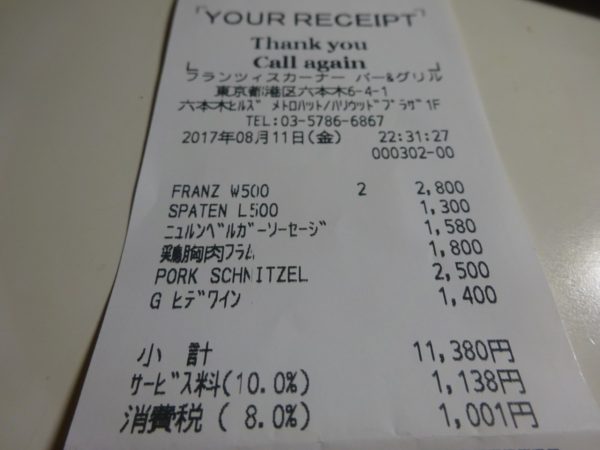 YOUR RECEIPT
Thank you
Call again
フランツィスカーナー バー&グリル
東京都港区六本木6-4-1
六本木ﾋﾙｽﾞ ﾒﾄﾛﾊｯﾄ/ﾊﾘｳｯﾄﾞﾌﾟﾗｻﾞ1F
TEL:03-5786-6867
2017年08月11日(金) 22:31:27
000302-00
FRANZ W500 2 2,800
SPATEN L500 1,300
ﾆｭﾙﾝﾍﾞﾙｶﾞｰｿｰｾｰｼﾞ 1,580
胸肉ﾌﾗﾑ 1,800
PORK SCHNITZEL 2,500
G ﾋﾃﾞﾜｲﾝ 1,400
小 計 11,380円
ｻｰﾋﾞｽ料(10.0%) 1,138円
消費税 ( 8.0%) 1,001円